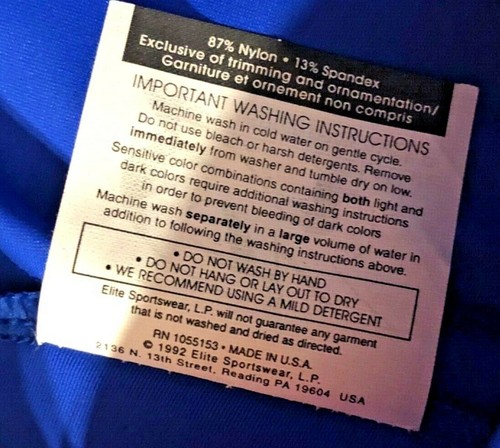 87% Nylon • 13% Spandex
Exclusive of trimming and ornamentation/
Garniture et ornement non compris
IMPORTANT WASHING INSTRUCTIONS
Machine wash in cold water on gentle cycle.
Do not use bleach or harsh detergents. Remove
immediately from washer and tumble dry on low.
Sensitive color combinations containing both light and
dark colors require additional washing instructions
in order to prevent bleeding of dark colors
Machine wash separately in a large volume of water in
addition to following the washing instructions above.
• DO NOT WASH BY HAND
• DO NOT HANG OR LAY OUT TO DRY
• WE RECOMMEND USING A MILD DETERGENT
Elite Sportswear, L.P. will not guarantee any garment
that is not washed and dried as directed.
RN 1055153 • MADE IN U.S.A.
© 1992 Elite Sportswear, L.P.
2136 N. 13th Street, Reading PA 19604 USA